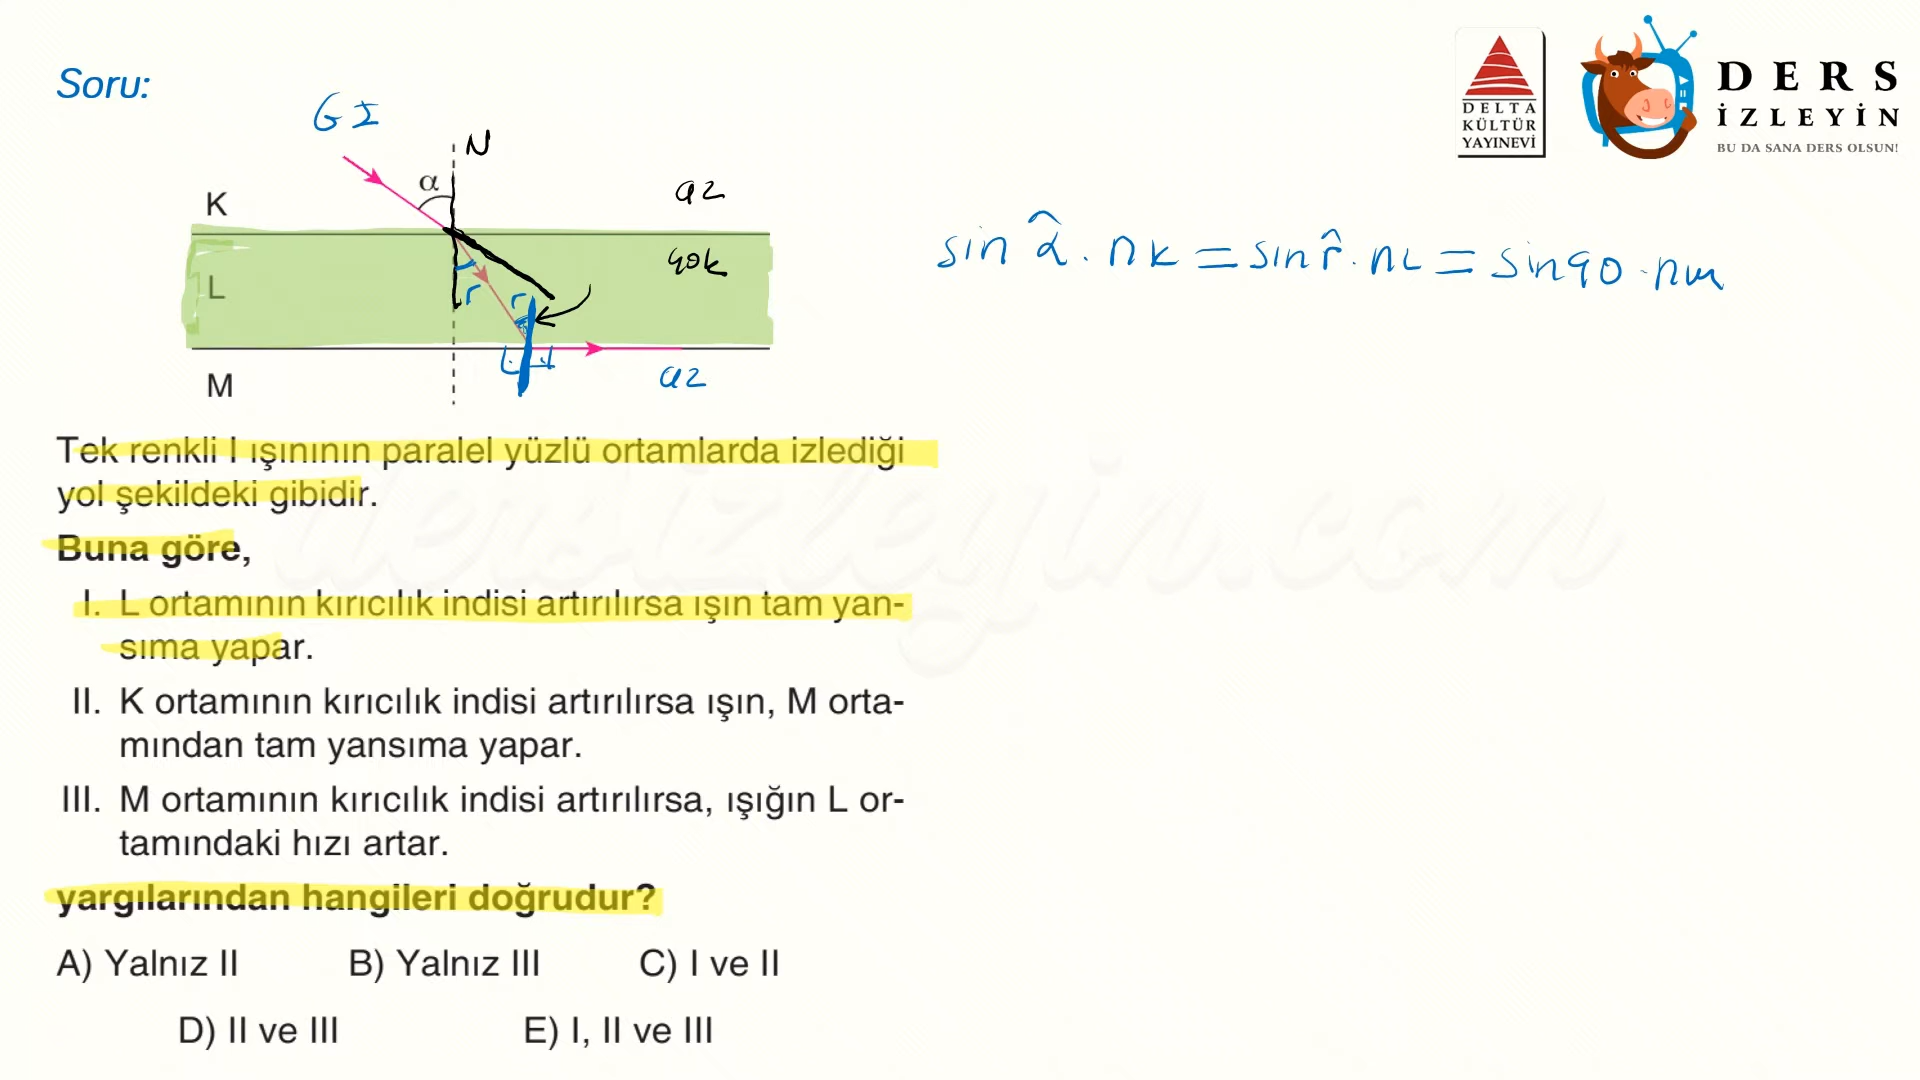 Soru:
GI
N
α
az
K
çok
L
r
r
M
az
sin α̂ . nK = sin r̂ . nL = sin90 . nM
DELTA
KÜLTÜR
YAYINEVİ
DERS
İZLEYİN
BU DA SANA DERS OLSUN!
dersizleyin.com
Tek renkli I ışınının paralel yüzlü ortamlarda izlediği
yol şekildeki gibidir.
Buna göre,
I. L ortamının kırıcılık indisi artırılırsa ışın tam yan-
sıma yapar.
II. K ortamının kırıcılık indisi artırılırsa ışın, M orta-
mından tam yansıma yapar.
III. M ortamının kırıcılık indisi artırılırsa, ışığın L or-
tamındaki hızı artar.
yargılarından hangileri doğrudur?
A) Yalnız II B) Yalnız III C) I ve II
D) II ve III E) I, II ve III